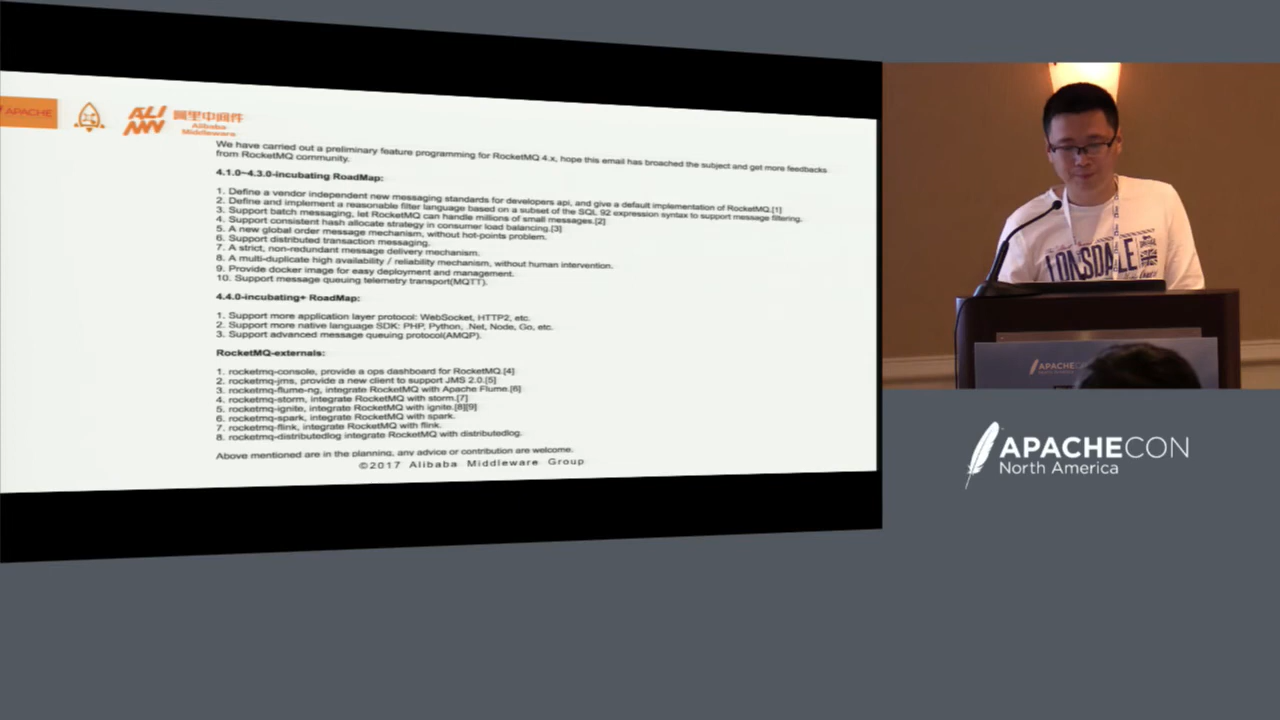 APACHE
ALI
MW
阿里中间件
Alibaba
Middleware
We have carried out a preliminary feature programming for RocketMQ 4.x, hope this email has broached the subject and get more feedbacks
from RocketMQ community.
4.1.0~4.3.0-incubating RoadMap:
1. Define a vendor independent new messaging standards for developers api, and give a default implementation of RocketMQ.[1]
2. Define and implement a reasonable filter language based on a subset of the SQL 92 expression syntax to support message filtering.
3. Support batch messaging, let RocketMQ can handle millions of small messages.[2]
4. Support consistent hash allocate strategy in consumer load balancing.[3]
5. A new global order message mechanism, without hot-points problem.
6. Support distributed transaction messaging.
7. A strict, non-redundant message delivery mechanism.
8. A multi-duplicate high availability / reliability mechanism, without human intervention.
9. Provide docker image for easy deployment and management.
10. Support message queuing telemetry transport(MQTT).
4.4.0-incubating+ RoadMap:
1. Support more application layer protocol: WebSocket, HTTP2, etc.
2. Support more native language SDK: PHP, Python, .Net, Node, Go, etc.
3. Support advanced message queuing protocol(AMQP).
RocketMQ-externals:
1. rocketmq-console, provide a ops dashboard for RocketMQ.[4]
2. rocketmq-jms, provide a new client to support JMS 2.0.[5]
3. rocketmq-flume-ng, integrate RocketMQ with Apache Flume.[6]
4. rocketmq-storm, integrate RocketMQ with storm.[7]
5. rocketmq-ignite, integrate RocketMQ with ignite.[8][9]
6. rocketmq-spark, integrate RocketMQ with spark.
7. rocketmq-flink, integrate RocketMQ with flink.
8. rocketmq-distributedlog integrate RocketMQ with distributedlog.
Above mentioned are in the planning, any advice or contribution are welcome.
©2017 Alibaba Middleware Group
LONSDALE
APACHECON
APACHECON
North America